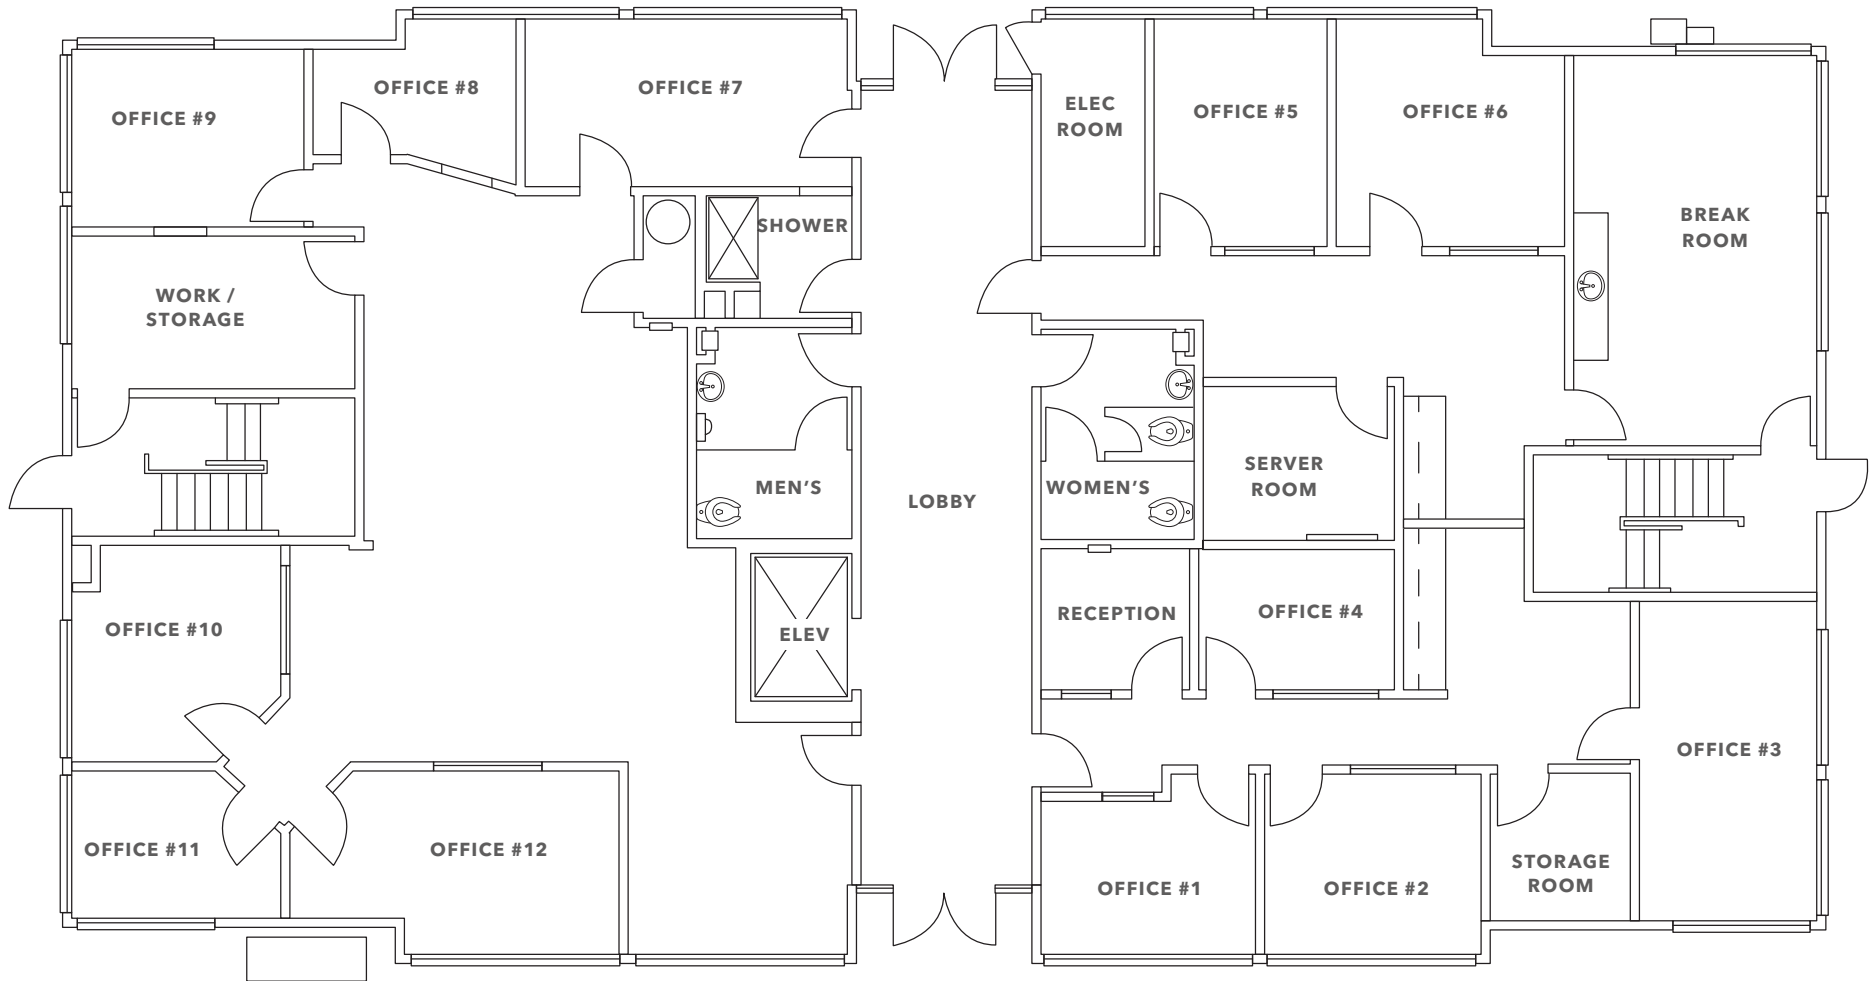 OFFICE #8
OFFICE #7
OFFICE #9
ELEC
ROOM
OFFICE #5
OFFICE #6
SHOWER
BREAK
ROOM
WORK /
STORAGE
SERVER
ROOM
MEN'S
LOBBY
WOMEN'S
OFFICE #10
ELEV
RECEPTION
OFFICE #4
OFFICE #3
OFFICE #11
OFFICE #12
OFFICE #1
OFFICE #2
STORAGE
ROOM